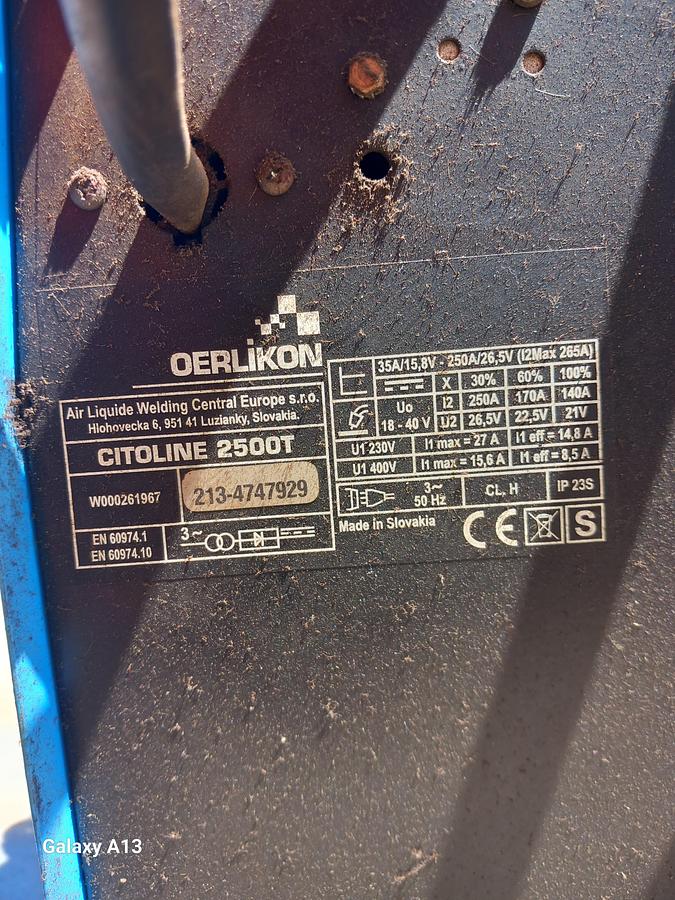 OERLiKON
Air Liquide Welding Central Europe s.r.o.
Hlohovecka 6, 951 41 Luzianky, Slovakia.
CITOLINE 2500T
W000261967
213-4747929
EN 60974.1
EN 60974.10
3~
35A/15,8V - 250A/26,5V (I2Max 265A)
X 30% 60% 100%
Uo
18 - 40 V
I2 250A 170A 140A
U2 26,5V 22,5V 21V
U1 230V I1 max = 27 A I1 eff = 14,8 A
U1 400V I1 max = 15,6 A I1 eff = 8,5 A
3~
50 Hz
CL, H
IP 23S
Made in Slovakia
CE
S
Galaxy A13